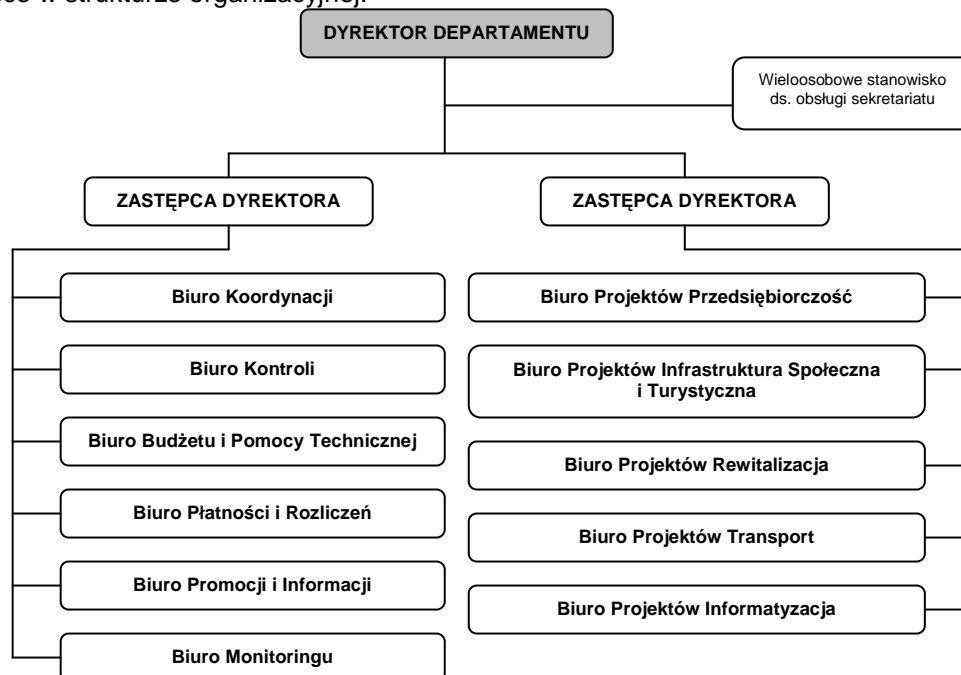 w strukturze organizacyjnej.
DYREKTOR DEPARTAMENTU
Wieloosobowe stanowisko
ds. obsługi sekretariatu
ZASTĘPCA DYREKTORA
ZASTĘPCA DYREKTORA
Biuro Koordynacji
Biuro Kontroli
Biuro Budżetu i Pomocy Technicznej
Biuro Płatności i Rozliczeń
Biuro Promocji i Informacji
Biuro Monitoringu
Biuro Projektów Przedsiębiorczość
Biuro Projektów Infrastruktura Społeczna
i Turystyczna
Biuro Projektów Rewitalizacja
Biuro Projektów Transport
Biuro Projektów Informatyzacja